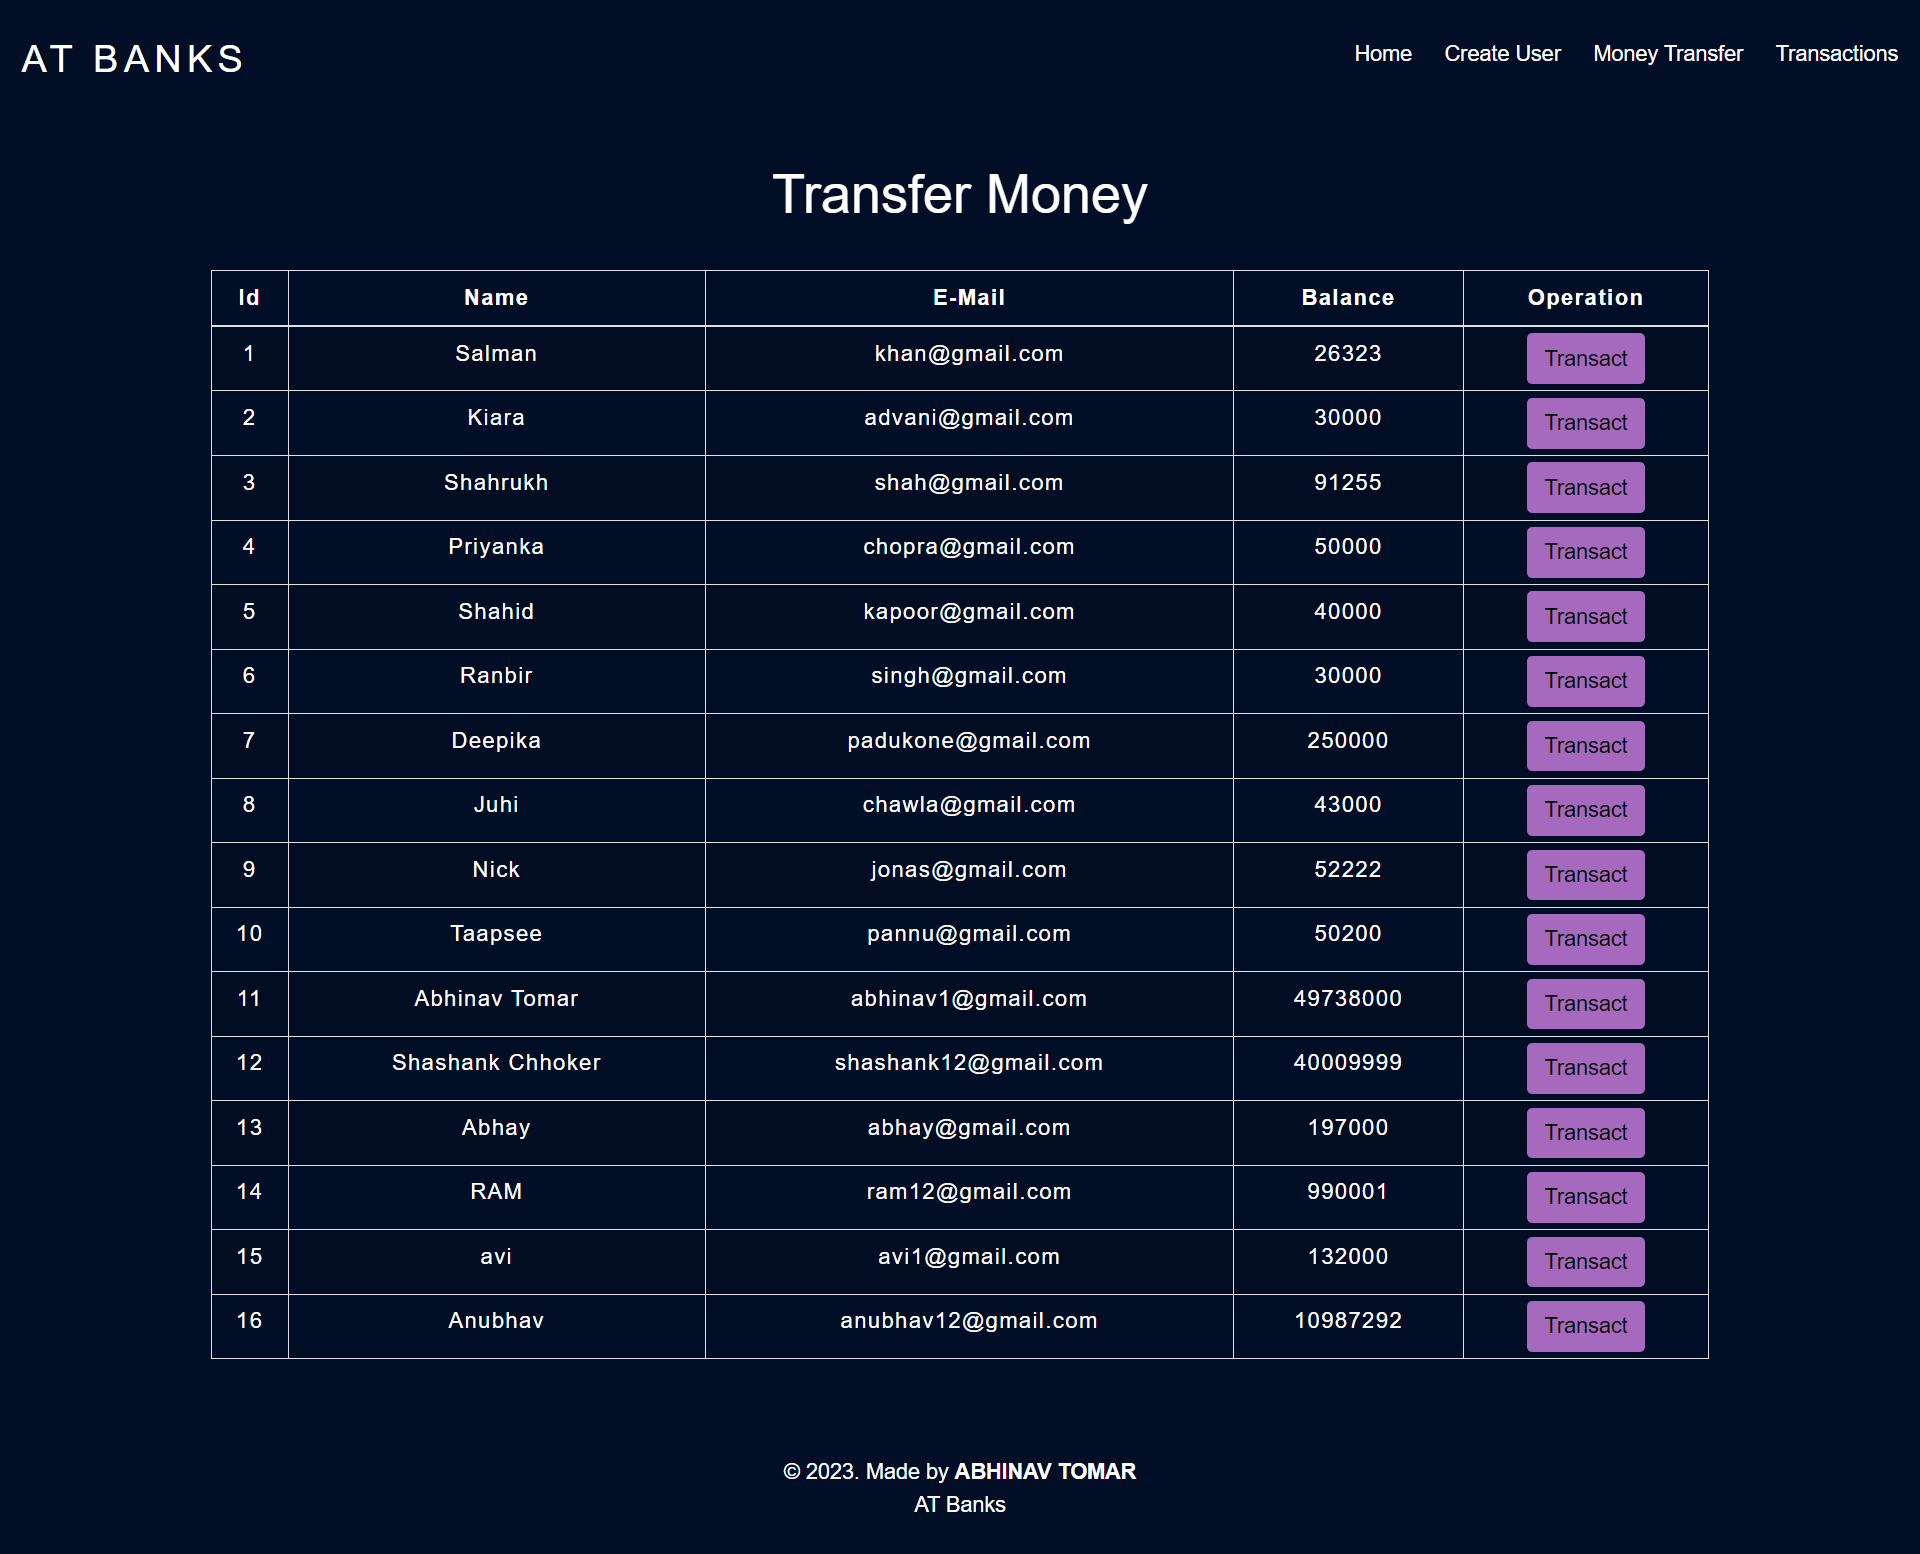 AT BANKS
Home Create User Money Transfer Transactions
Transfer Money
Id Name E-Mail Balance Operation
1 Salman khan@gmail.com 26323 Transact
2 Kiara advani@gmail.com 30000 Transact
3 Shahrukh shah@gmail.com 91255 Transact
4 Priyanka chopra@gmail.com 50000 Transact
5 Shahid kapoor@gmail.com 40000 Transact
6 Ranbir singh@gmail.com 30000 Transact
7 Deepika padukone@gmail.com 250000 Transact
8 Juhi chawla@gmail.com 43000 Transact
9 Nick jonas@gmail.com 52222 Transact
10 Taapsee pannu@gmail.com 50200 Transact
11 Abhinav Tomar abhinav1@gmail.com 49738000 Transact
12 Shashank Chhoker shashank12@gmail.com 40009999 Transact
13 Abhay abhay@gmail.com 197000 Transact
14 RAM ram12@gmail.com 990001 Transact
15 avi avi1@gmail.com 132000 Transact
16 Anubhav anubhav12@gmail.com 10987292 Transact
© 2023. Made by ABHINAV TOMAR
AT Banks